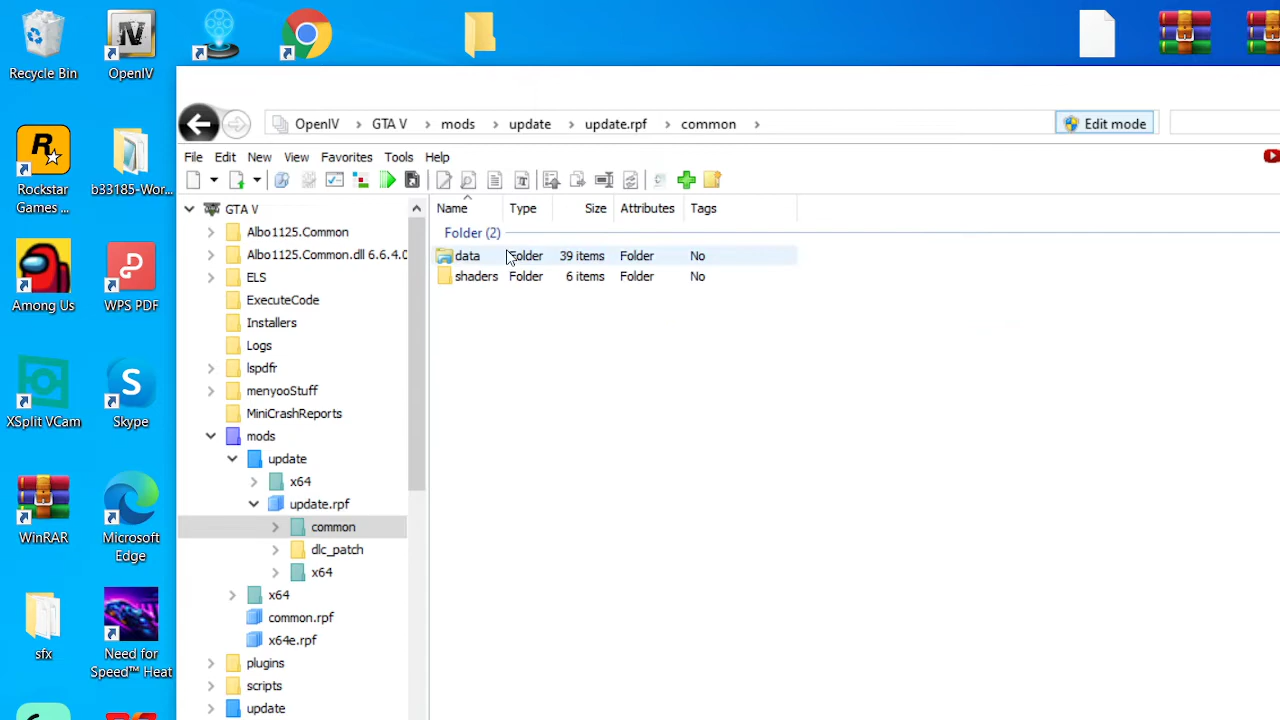 Recycle Bin
OpenIV
OpenIV GTA V mods update update.rpf common
Edit mode
File Edit New View Favorites Tools Help
Name Type Size Attributes Tags
Folder (2)
data Folder 39 items Folder No
shaders Folder 6 items Folder No
GTA V
Albo1125.Common
Albo1125.Common.dll 6.6.4.0
ELS
ExecuteCode
Installers
Logs
lspdfr
menyooStuff
MiniCrashReports
mods
update
x64
update.rpf
common
dlc_patch
x64
x64
common.rpf
x64e.rpf
plugins
scripts
update
Rockstar
Games ...
b33185-Wor...
Among Us
WPS PDF
XSplit VCam
Skype
WinRAR
Microsoft
Edge
sfx
Need for
Speed™ Heat